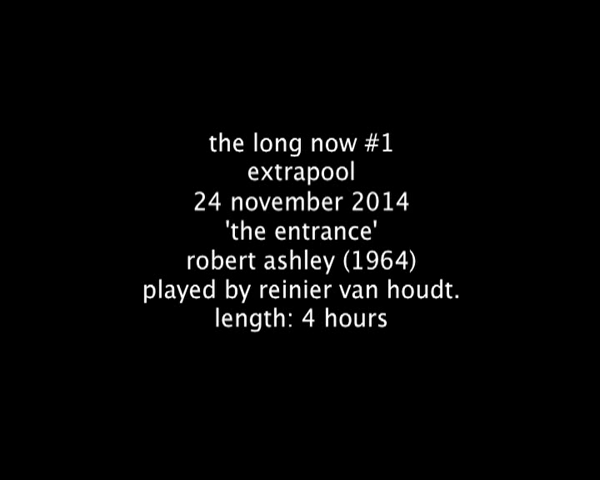 the long now #1
extrapool
24 november 2014
'the entrance'
robert ashley (1964)
played by reinier van houdt.
length: 4 hours